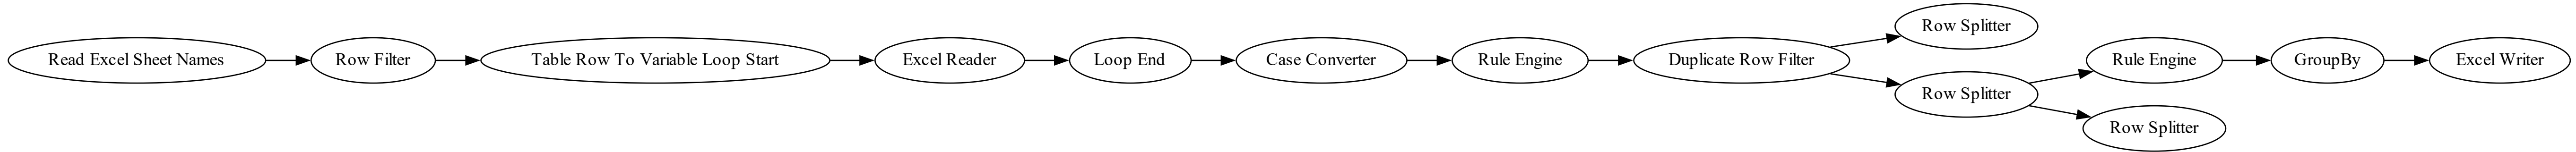 Read Excel Sheet Names
Row Filter
Table Row To Variable Loop Start
Excel Reader
Loop End
Case Converter
Rule Engine
Duplicate Row Filter
Row Splitter
Row Splitter
Rule Engine
GroupBy
Excel Writer
Row Splitter